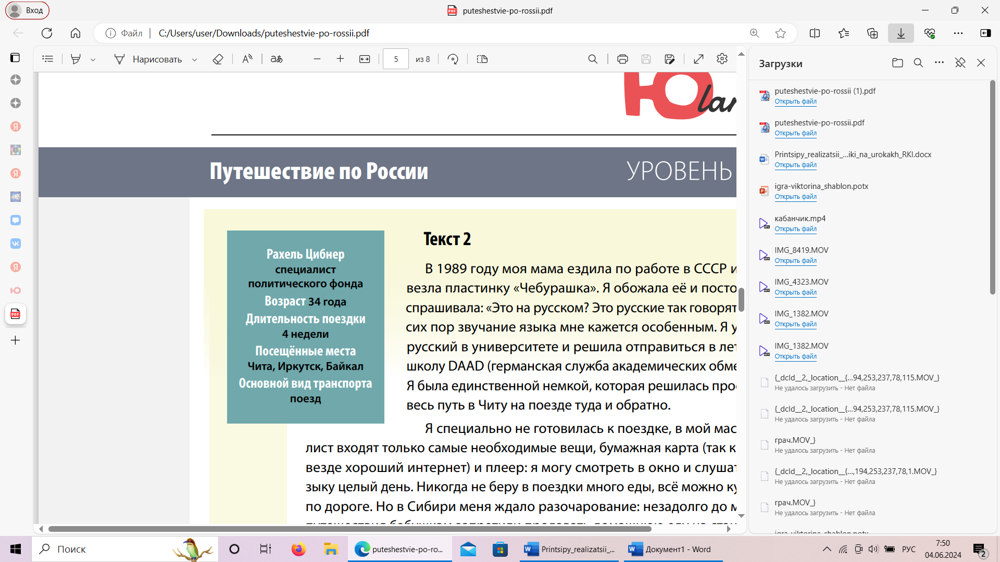 Вход
puteshestvie-po-rossii.pdf
Файл
C:/Users/user/Downloads/puteshestvie-po-rossii.pdf
Нарисовать
5
из 8
Загрузки
Юlan
Путешествие по России
УРОВЕНЬ
Рахель Цибнер
специалист
политического фонда
Возраст 34 года
Длительность поездки
4 недели
Посещённые места
Чита, Иркутск, Байкал
Основной вид транспорта
поезд
Текст 2
В 1989 году моя мама ездила по работе в СССР и
везла пластинку «Чебурашка». Я обожала её и посто
спрашивала: «Это на русском? Это русские так говорят
сих пор звучание языка мне кажется особенным. Я у
русский в университете и решила отправиться в лет
школу DAAD (германская служба академических обме
Я была единственной немкой, которая решилась про
весь путь в Читу на поезде туда и обратно.
Я специально не готовилась к поездке, в мой мас
лист входят только самые необходимые вещи, бумажная карта (так к
везде хороший интернет) и плеер: я могу смотреть в окно и слушат
зыку целый день. Никогда не беру в поездки много еды, всё можно ку
по дороге. Но в Сибири меня ждало разочарование: незадолго до м
puteshestvie-po-rossii (1).pdf
Открыть файл
puteshestvie-po-rossii.pdf
Открыть файл
Printsipy_realizatsii_...iki_na_urokakh_RKI.docx
Открыть файл
igra-viktorina_shablon.potx
Открыть файл
кабанчик.mp4
Открыть файл
IMG_8419.MOV
Открыть файл
IMG_4323.MOV
Открыть файл
IMG_1382.MOV
Открыть файл
IMG_1382.MOV
Открыть файл
{_dcId__2,_location__{...94,253,237,78,115.MOV_}
Не удалось загрузить - Нет файла
{_dcId__2,_location__{...94,253,237,78,115.MOV_}
Не удалось загрузить - Нет файла
грач.MOV_}
Не удалось загрузить - Нет файла
{_dcId__2,_location__{...,194,253,237,78,1.MOV_}
Не удалось загрузить - Нет файла
грач.MOV_}
Не удалось загрузить - Нет файла
Поиск
puteshestvie-po-ro...
Printsipy_realizatsii_...
Документ1 - Word
РУС
7:50
04.06.2024
2